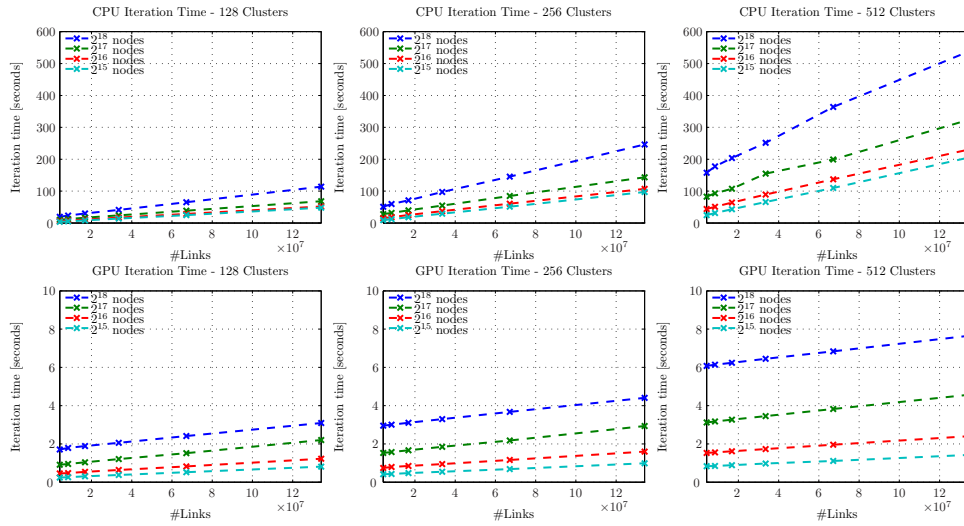 CPU Iteration Time - 128 Clusters
Iteration time [seconds]
600
500
400
300
200
100
0
2^18 nodes
2^17 nodes
2^16 nodes
2^15 nodes
2 4 6 8 10 12
×10^7
#Links
CPU Iteration Time - 256 Clusters
Iteration time [seconds]
600
500
400
300
200
100
0
2^18 nodes
2^17 nodes
2^16 nodes
2^15 nodes
2 4 6 8 10 12
×10^7
#Links
CPU Iteration Time - 512 Clusters
Iteration time [seconds]
600
500
400
300
200
100
0
2^18 nodes
2^17 nodes
2^16 nodes
2^15 nodes
2 4 6 8 10 12
×10^7
#Links
GPU Iteration Time - 128 Clusters
Iteration time [seconds]
10
8
6
4
2
0
2^18 nodes
2^17 nodes
2^16 nodes
2^15 nodes
2 4 6 8 10 12
×10^7
#Links
GPU Iteration Time - 256 Clusters
Iteration time [seconds]
10
8
6
4
2
0
2^18 nodes
2^17 nodes
2^16 nodes
2^15 nodes
2 4 6 8 10 12
×10^7
#Links
GPU Iteration Time - 512 Clusters
Iteration time [seconds]
10
8
6
4
2
0
2^18 nodes
2^17 nodes
2^16 nodes
2^15 nodes
2 4 6 8 10 12
×10^7
#Links